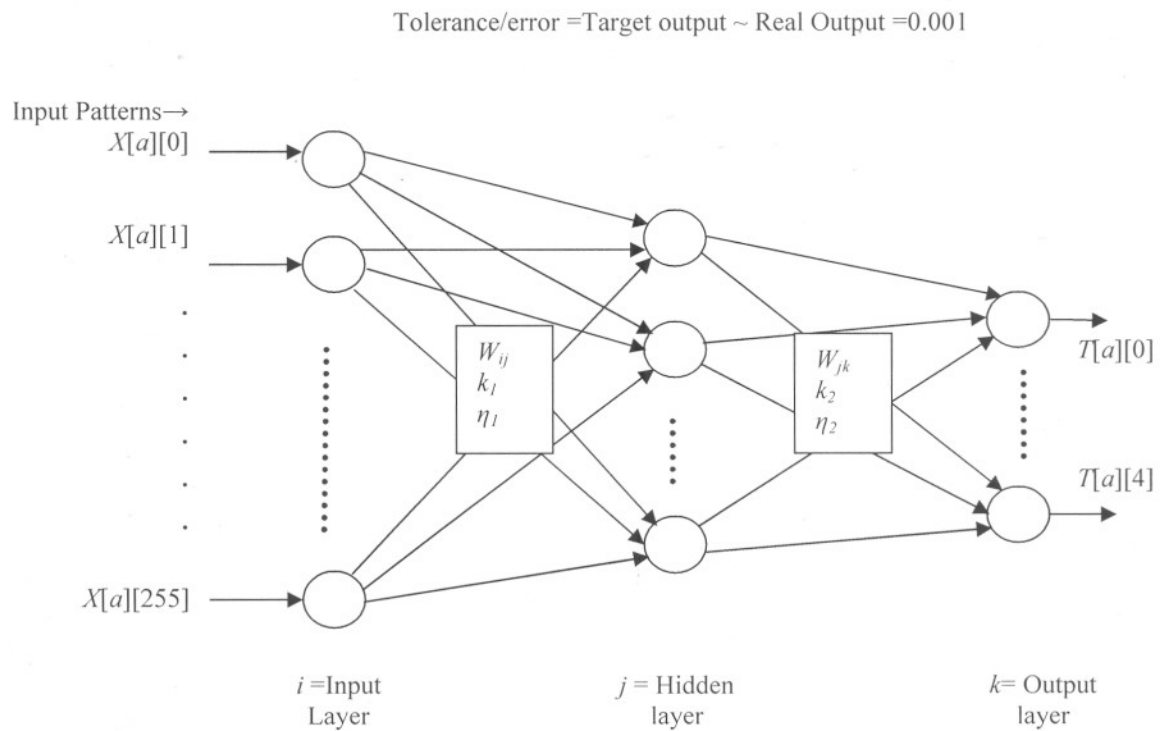 Tolerance/error =Target output ~ Real Output =0.001
Input Patterns→
X[a][0]
X[a][1]
X[a][255]
W_ij
k_1
η_1
W_jk
k_2
η_2
T[a][0]
T[a][4]
i =Input
Layer
j = Hidden
layer
k= Output
layer